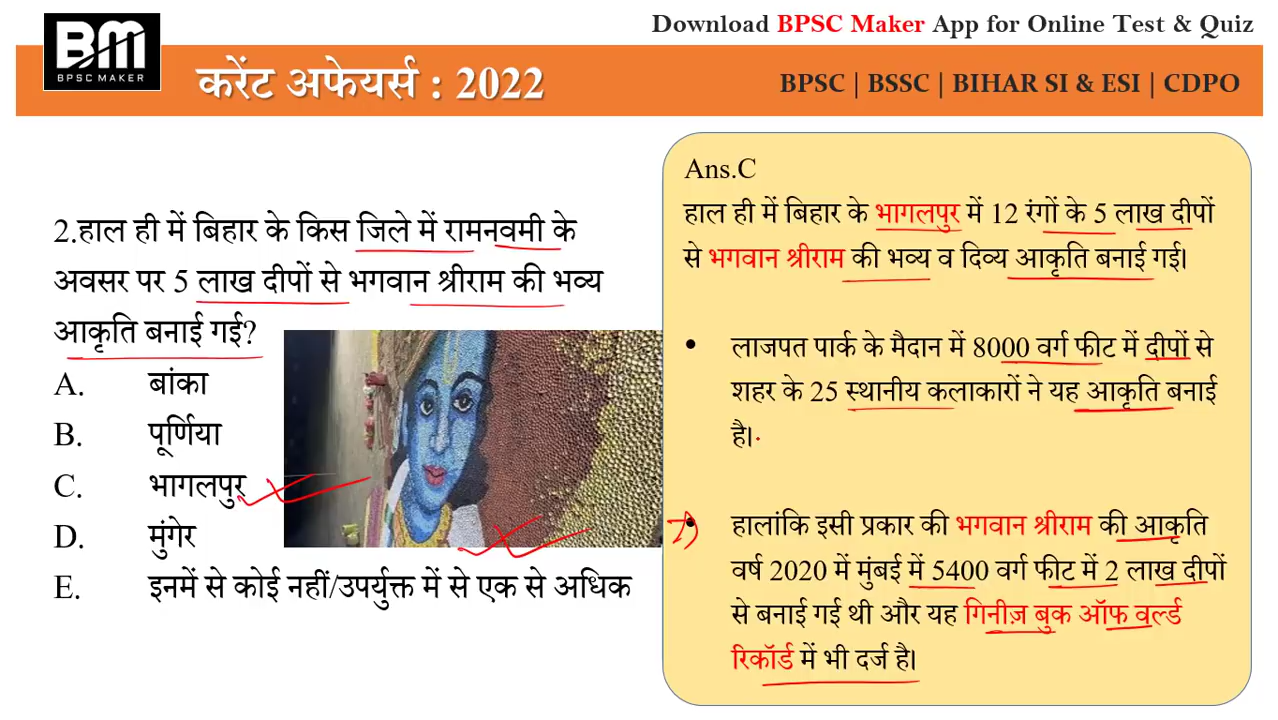 Download BPSC Maker App for Online Test & Quiz
BM
BPSC MAKER
करेंट अफेयर्स : 2022
BPSC | BSSC | BIHAR SI & ESI | CDPO
2.हाल ही में बिहार के किस जिले में रामनवमी के
अवसर पर 5 लाख दीपों से भगवान श्रीराम की भव्य
आकृति बनाई गई?
A. बांका
B. पूर्णिया
C. भागलपुर
D. मुंगेर
E. इनमें से कोई नहीं/उपर्युक्त में से एक से अधिक
Ans.C
हाल ही में बिहार के भागलपुर में 12 रंगों के 5 लाख दीपों
से भगवान श्रीराम की भव्य व दिव्य आकृति बनाई गई।
• लाजपत पार्क के मैदान में 8000 वर्ग फीट में दीपों से
शहर के 25 स्थानीय कलाकारों ने यह आकृति बनाई
है।
• हालांकि इसी प्रकार की भगवान श्रीराम की आकृति
वर्ष 2020 में मुंबई में 5400 वर्ग फीट में 2 लाख दीपों
से बनाई गई थी और यह गिनीज़ बुक ऑफ वर्ल्ड
रिकॉर्ड में भी दर्ज है।